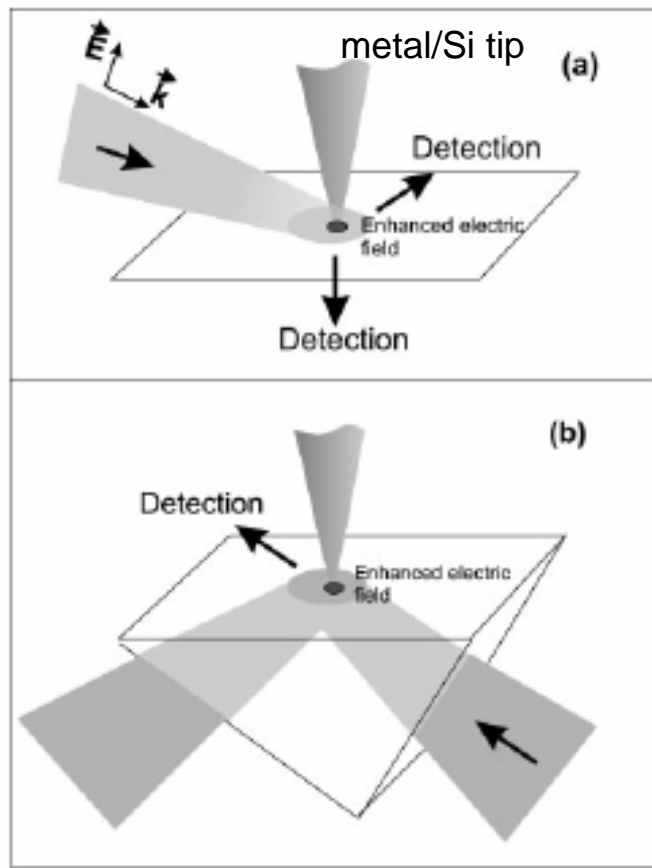 metal/Si tip
(a)
E
k
Detection
Enhanced electric
field
Detection
(b)
Detection
Enhanced electric
field